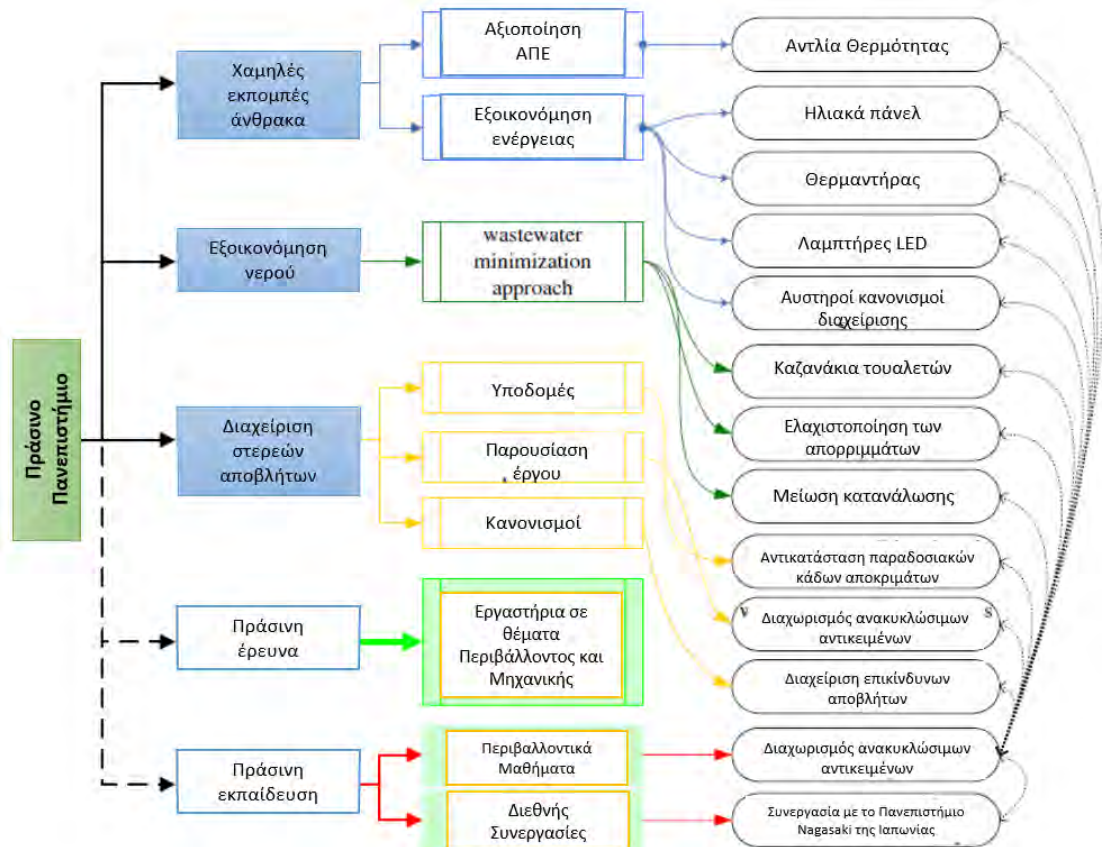 Πράσινο
Πανεπιστήμιο
Χαμηλές
εκπομπές
άνθρακα
Αξιοποίηση
ΑΠΕ
Εξοικονόμηση
ενέργειας
Αντλία Θερμότητας
Ηλιακά πάνελ
Θερμαντήρας
Λαμπτήρες LED
Αυστηροί κανονισμοί
διαχείρισης
Εξοικονόμηση
νερού
wastewater
minimization
approach
Καζανάκια τουαλετών
Ελαχιστοποίηση των
απορριμμάτων
Μείωση κατανάλωσης
Διαχείριση
στερεών
αποβλήτων
Υποδομές
Παρουσίαση
έργου
Κανονισμοί
Αντικατάσταση παραδοσιακών
κάδων αποκριμάτων
Διαχωρισμός ανακυκλώσιμων
αντικειμένων
Διαχείριση επικίνδυνων
αποβλήτων
Πράσινη
έρευνα
Εργαστήρια σε
θέματα
Περιβάλλοντος και
Μηχανικής
Πράσινη
εκπαίδευση
Περιβαλλοντικά
Μαθήματα
Διεθνής
Συνεργασίες
Διαχωρισμός ανακυκλώσιμων
αντικειμένων
Συνεργασία με το Πανεπιστήμιο
Nagasaki της Ιαπωνίας